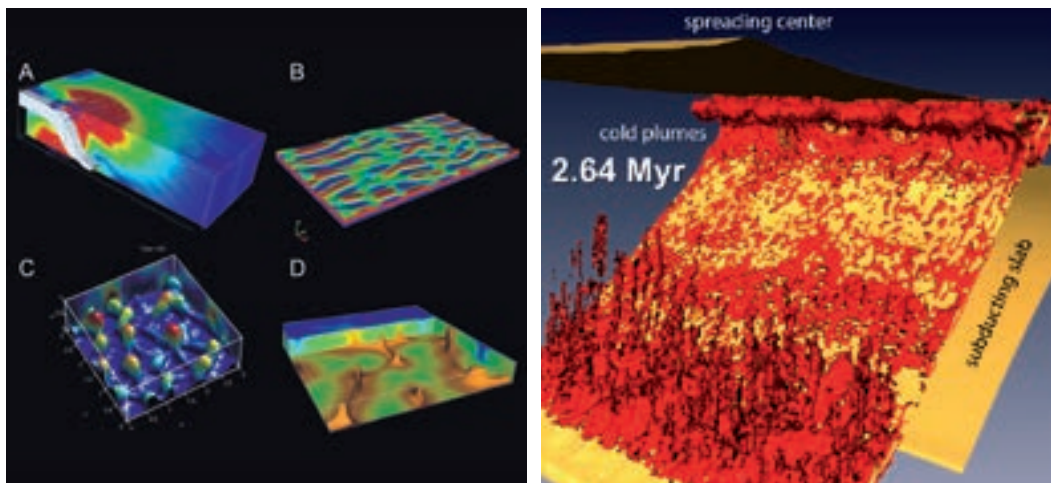 A
B
C
D
spreading center
cold plumes
2.64 Myr
subducting slab